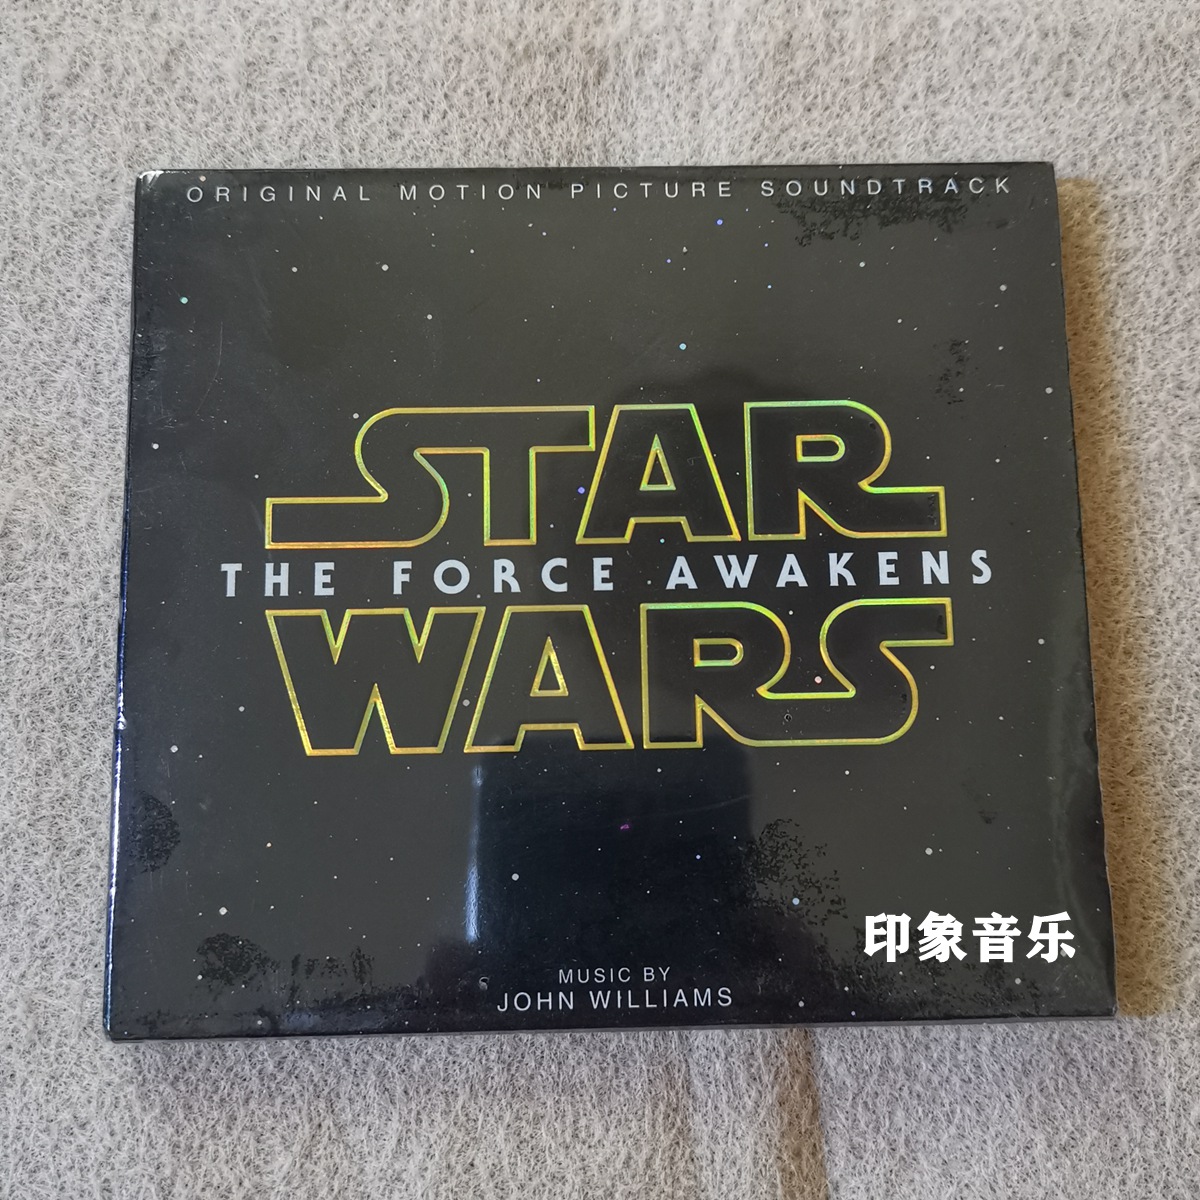 ORIGINAL MOTION PICTURE SOUNDTRACK
STAR
THE FORCE AWAKENS
WARS
印象音乐
MUSIC BY
JOHN WILLIAMS